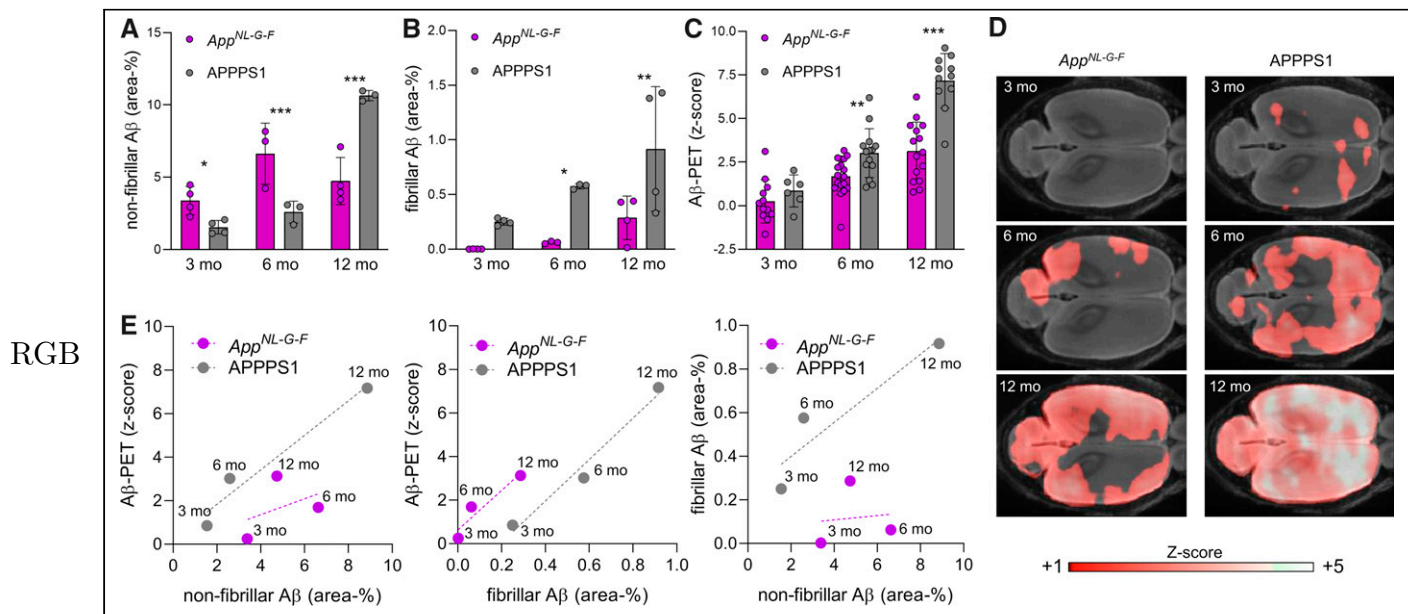 RGB
A
App^NL-G-F
APPPS1
non-fibrillar Aβ (area-%)
15
10
5
0
*
***
***
3 mo
6 mo
12 mo
B
App^NL-G-F
APPPS1
fibrillar Aβ (area-%)
2.0
1.5
1.0
0.5
0.0
*
**
3 mo
6 mo
12 mo
C
App^NL-G-F
APPPS1
Aβ-PET (z-score)
10.0
7.5
5.0
2.5
0.0
-2.5
**
***
3 mo
6 mo
12 mo
D
App^NL-G-F
APPPS1
3 mo
3 mo
6 mo
6 mo
12 mo
12 mo
Z-score
+1
+5
E
App^NL-G-F
APPPS1
Aβ-PET (z-score)
10
8
6
4
2
0
12 mo
6 mo
12 mo
3 mo
6 mo
3 mo
0 2 4 6 8 10
non-fibrillar Aβ (area-%)
App^NL-G-F
APPPS1
Aβ-PET (z-score)
10
8
6
4
2
0
12 mo
12 mo
6 mo
6 mo
3 mo
3 mo
0.0 0.2 0.4 0.6 0.8 1.0
fibrillar Aβ (area-%)
App^NL-G-F
APPPS1
fibrillar Aβ (area-%)
1.0
0.8
0.6
0.4
0.2
0.0
12 mo
6 mo
3 mo
12 mo
3 mo
6 mo
0 2 4 6 8 10
non-fibrillar Aβ (area-%)